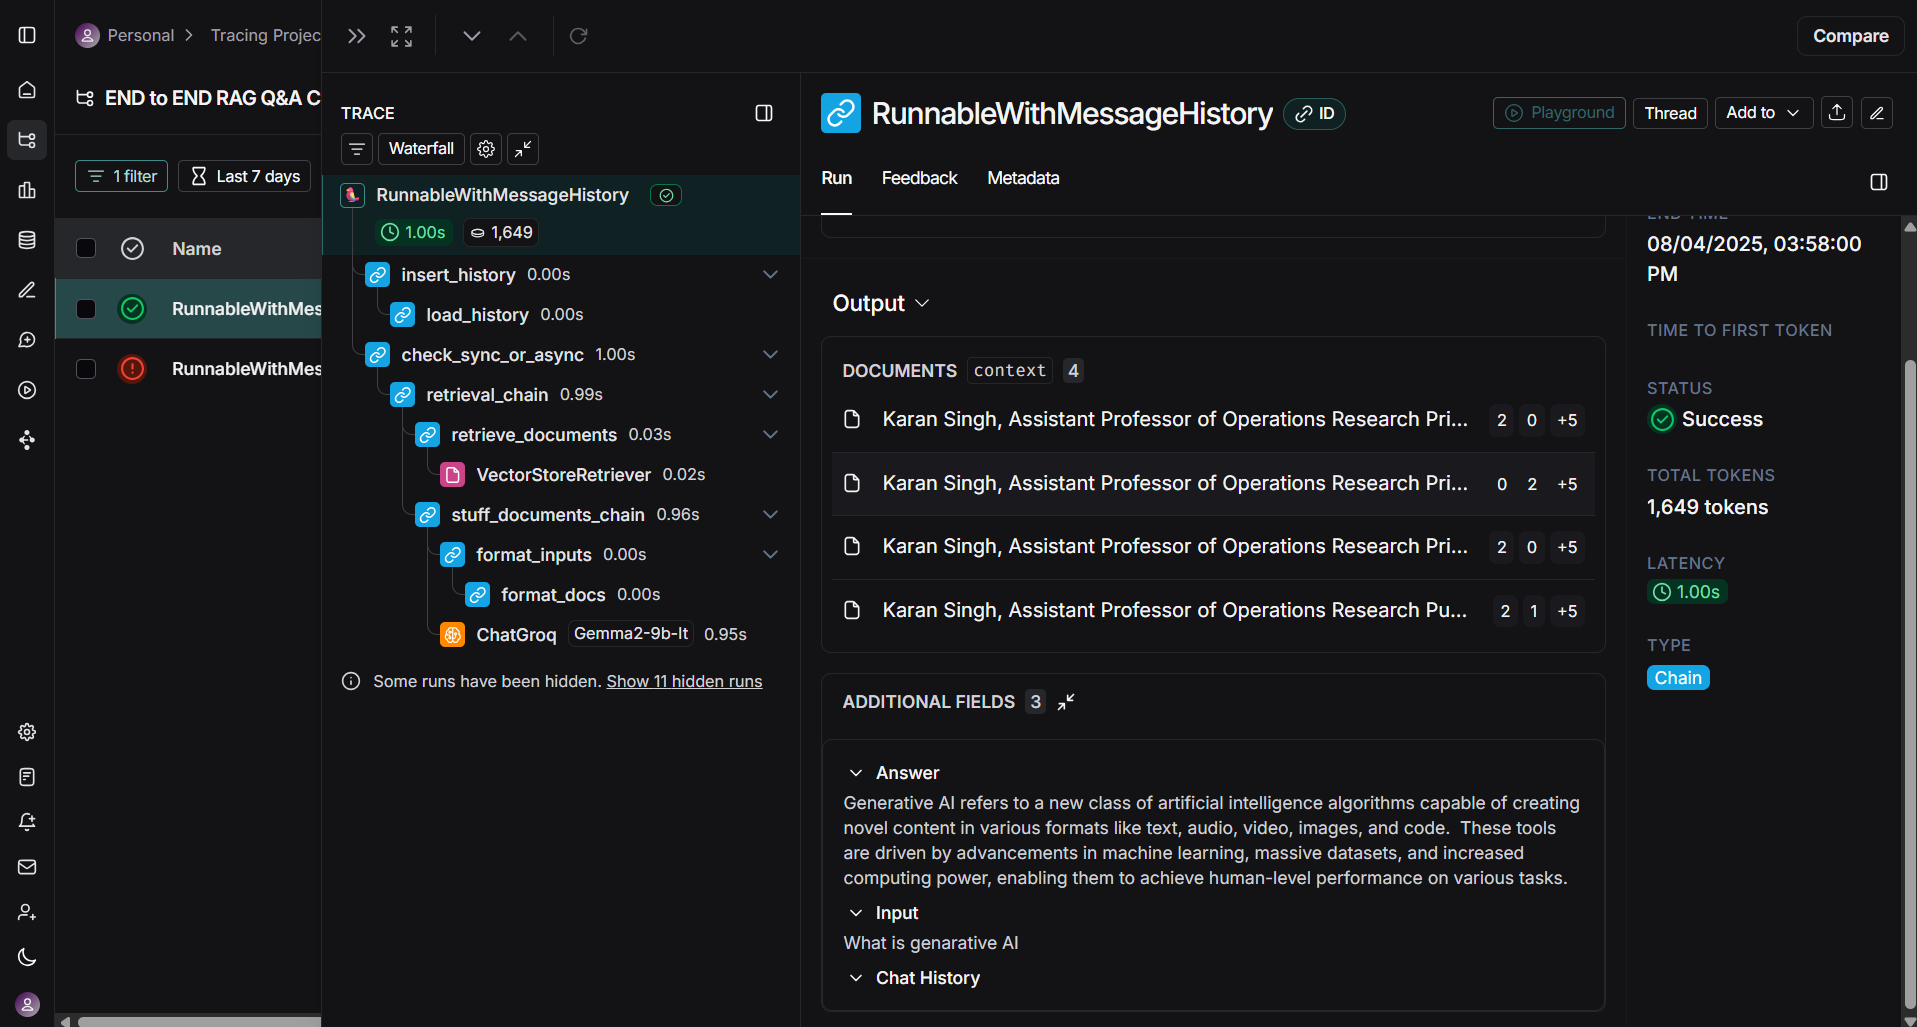 Personal
Tracing Projec
Compare
END to END RAG Q&A C
1 filter
Last 7 days
Name
RunnableWithMes
RunnableWithMes
TRACE
Waterfall
RunnableWithMessageHistory
1.00s
1,649
insert_history 0.00s
load_history 0.00s
check_sync_or_async 1.00s
retrieval_chain 0.99s
retrieve_documents 0.03s
VectorStoreRetriever 0.02s
stuff_documents_chain 0.96s
format_inputs 0.00s
format_docs 0.00s
ChatGroq Gemma2-9b-It 0.95s
Some runs have been hidden. Show 11 hidden runs
RunnableWithMessageHistory
ID
Playground
Thread
Add to
Run
Feedback
Metadata
Output
DOCUMENTS context 4
Karan Singh, Assistant Professor of Operations Research Pri... 2 0 +5
Karan Singh, Assistant Professor of Operations Research Pri... 0 2 +5
Karan Singh, Assistant Professor of Operations Research Pri... 2 0 +5
Karan Singh, Assistant Professor of Operations Research Pu... 2 1 +5
ADDITIONAL FIELDS 3
Answer
Generative AI refers to a new class of artificial intelligence algorithms capable of creating
novel content in various formats like text, audio, video, images, and code. These tools
are driven by advancements in machine learning, massive datasets, and increased
computing power, enabling them to achieve human-level performance on various tasks.
Input
What is genarative AI
Chat History
END TIME
08/04/2025, 03:58:00
PM
TIME TO FIRST TOKEN
STATUS
Success
TOTAL TOKENS
1,649 tokens
LATENCY
1.00s
TYPE
Chain